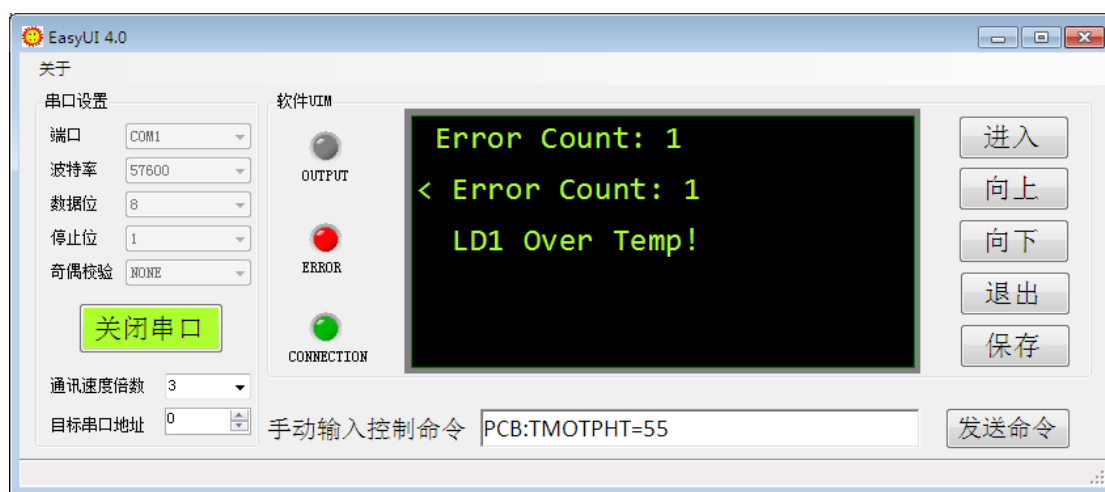 EasyUI 4.0
关于
串口设置
端口 COM1
波特率 57600
数据位 8
停止位 1
奇偶校验 NONE
关闭串口
通讯速度倍数 3
目标串口地址 0
软件UIM
OUTPUT
ERROR
CONNECTION
Error Count: 1
< Error Count: 1
LD1 Over Temp!
进入
向上
向下
退出
保存
手动输入控制命令 PCB:TMOTPHT=55 发送命令